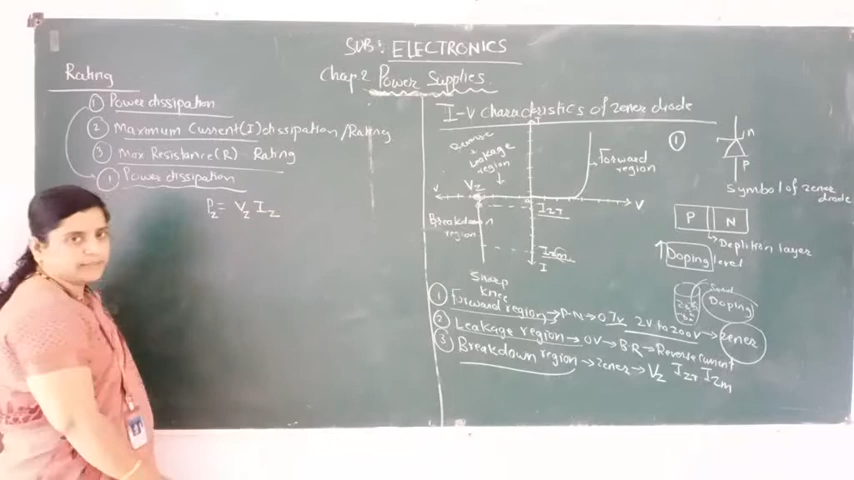 SUB: ELECTRONICS
Chap 2 Power Supplies.
Rating
① Power dissipation
② Maximum Current(I) dissipation/Rating
③ Max Resistance(R) - Rating
① Power dissipation
Pz = Vz Iz
I-V characteristics of zener diode
I
Leakage
region
Vz
V
V
Forward
region
Breakdown
region
IZT
IZM
I
Sharp
knee
①
n
P
Symbol of zener
diode
P N
Depletion layer
↑ Doping level
Doping
① Forward region → P-N → 0.7v 2V to 200V → zener
② Leakage region → 0V → B.R → Reverse current
③ Breakdown region → zener → Vz IZT IZM